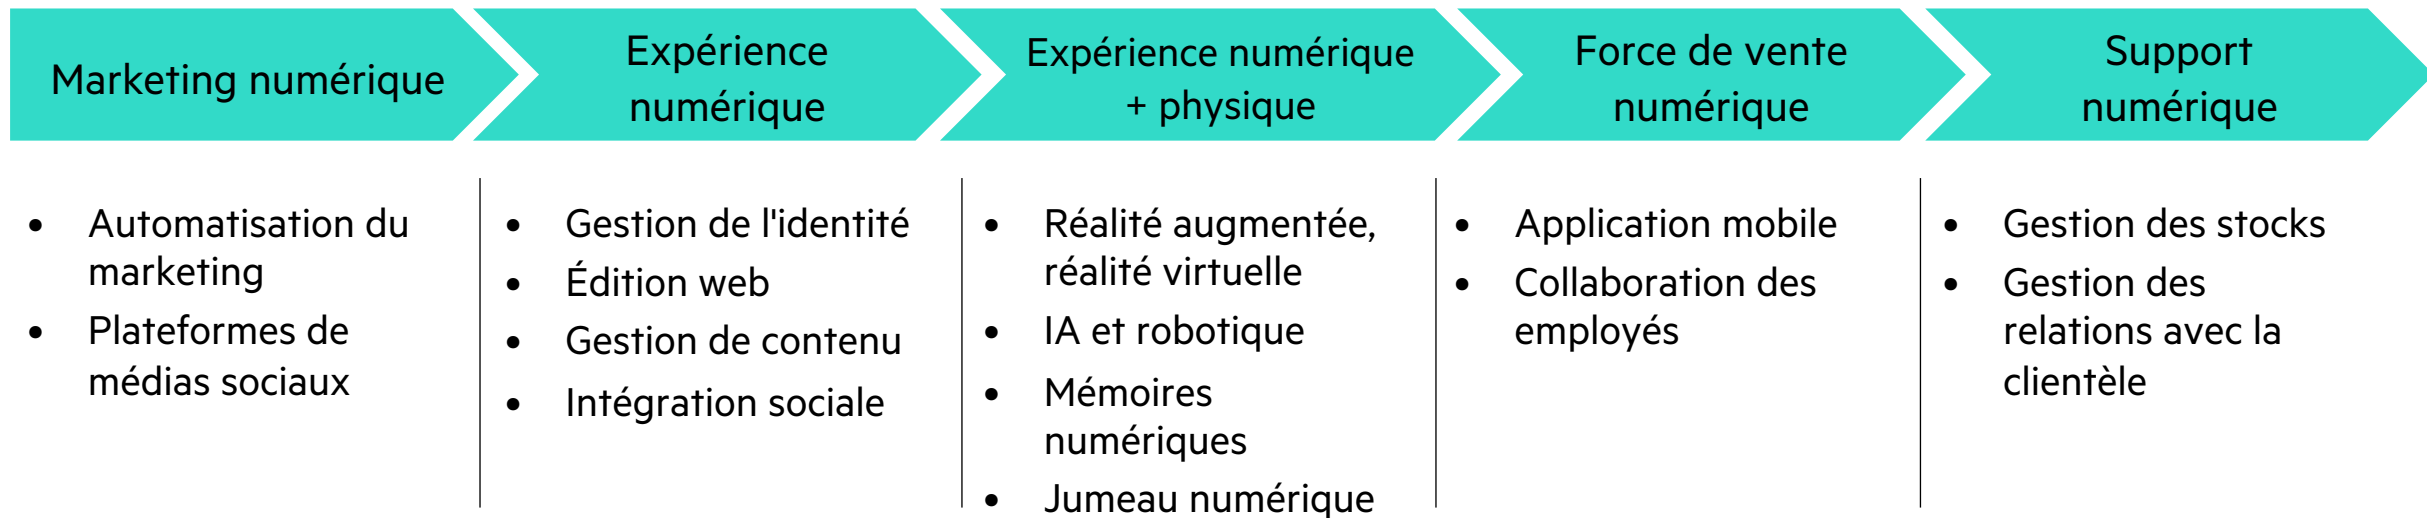 Marketing numérique
Expérience
numérique
Expérience numérique
+ physique
Force de vente
numérique
Support
numérique
• Automatisation du
marketing
• Plateformes de
médias sociaux
• Gestion de l'identité
• Édition web
• Gestion de contenu
• Intégration sociale
• Réalité augmentée,
réalité virtuelle
• IA et robotique
• Mémoires
numériques
• Jumeau numérique
• Application mobile
• Collaboration des
employés
• Gestion des stocks
• Gestion des
relations avec la
clientèle